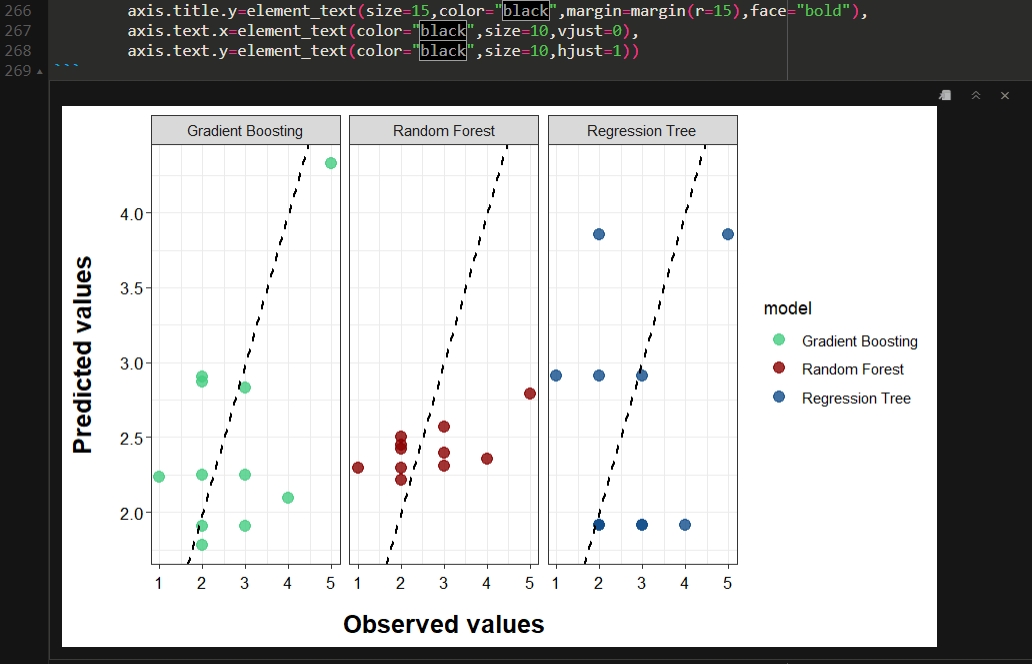 266 axis.title.y=element_text(size=15,color="black",margin=margin(r=15),face="bold"),
267 axis.text.x=element_text(color="black",size=10,vjust=0),
268 axis.text.y=element_text(color="black",size=10,hjust=1))
269 ```
Gradient Boosting Random Forest Regression Tree
4.0
3.5
3.0
2.5
2.0
Predicted values
1 2 3 4 5 1 2 3 4 5 1 2 3 4 5
Observed values
model
Gradient Boosting
Random Forest
Regression Tree